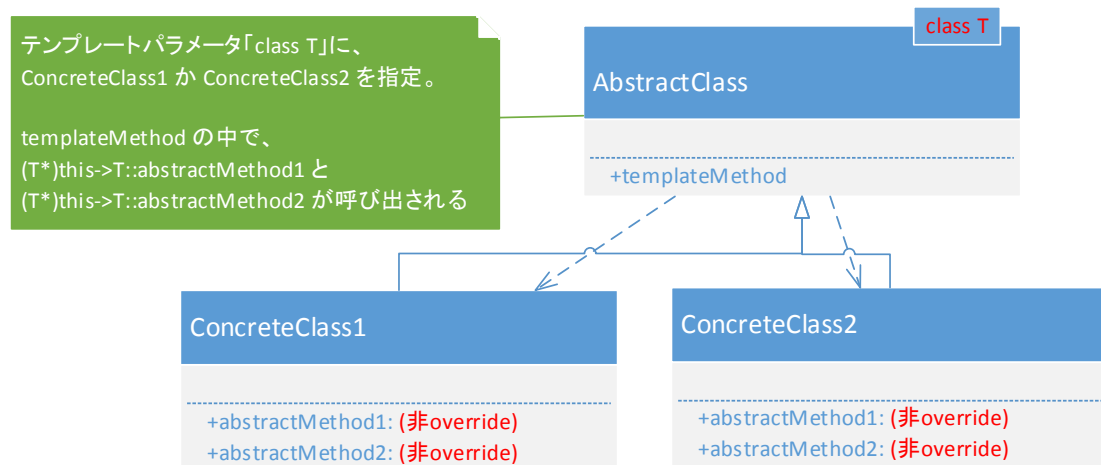 テンプレートパラメータ「class T」に、
ConcreteClass1 か ConcreteClass2 を指定。
templateMethod の中で、
(T*)this->T::abstractMethod1 と
(T*)this->T::abstractMethod2 が呼び出される
class T
AbstractClass
+templateMethod
ConcreteClass1
+abstractMethod1: (非override)
+abstractMethod2: (非override)
ConcreteClass2
+abstractMethod1: (非override)
+abstractMethod2: (非override)